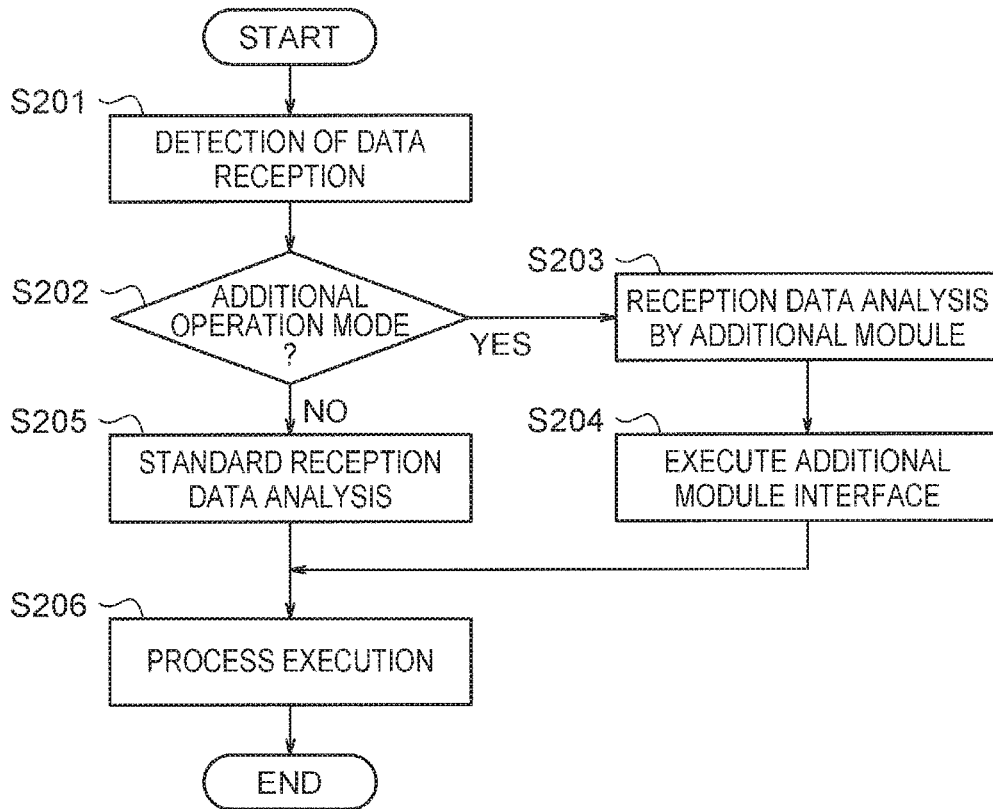 START
S201
DETECTION OF DATA
RECEPTION
S202
ADDITIONAL
OPERATION MODE
?
YES
NO
S203
RECEPTION DATA ANALYSIS
BY ADDITIONAL MODULE
S204
EXECUTE ADDITIONAL
MODULE INTERFACE
S205
STANDARD RECEPTION
DATA ANALYSIS
S206
PROCESS EXECUTION
END